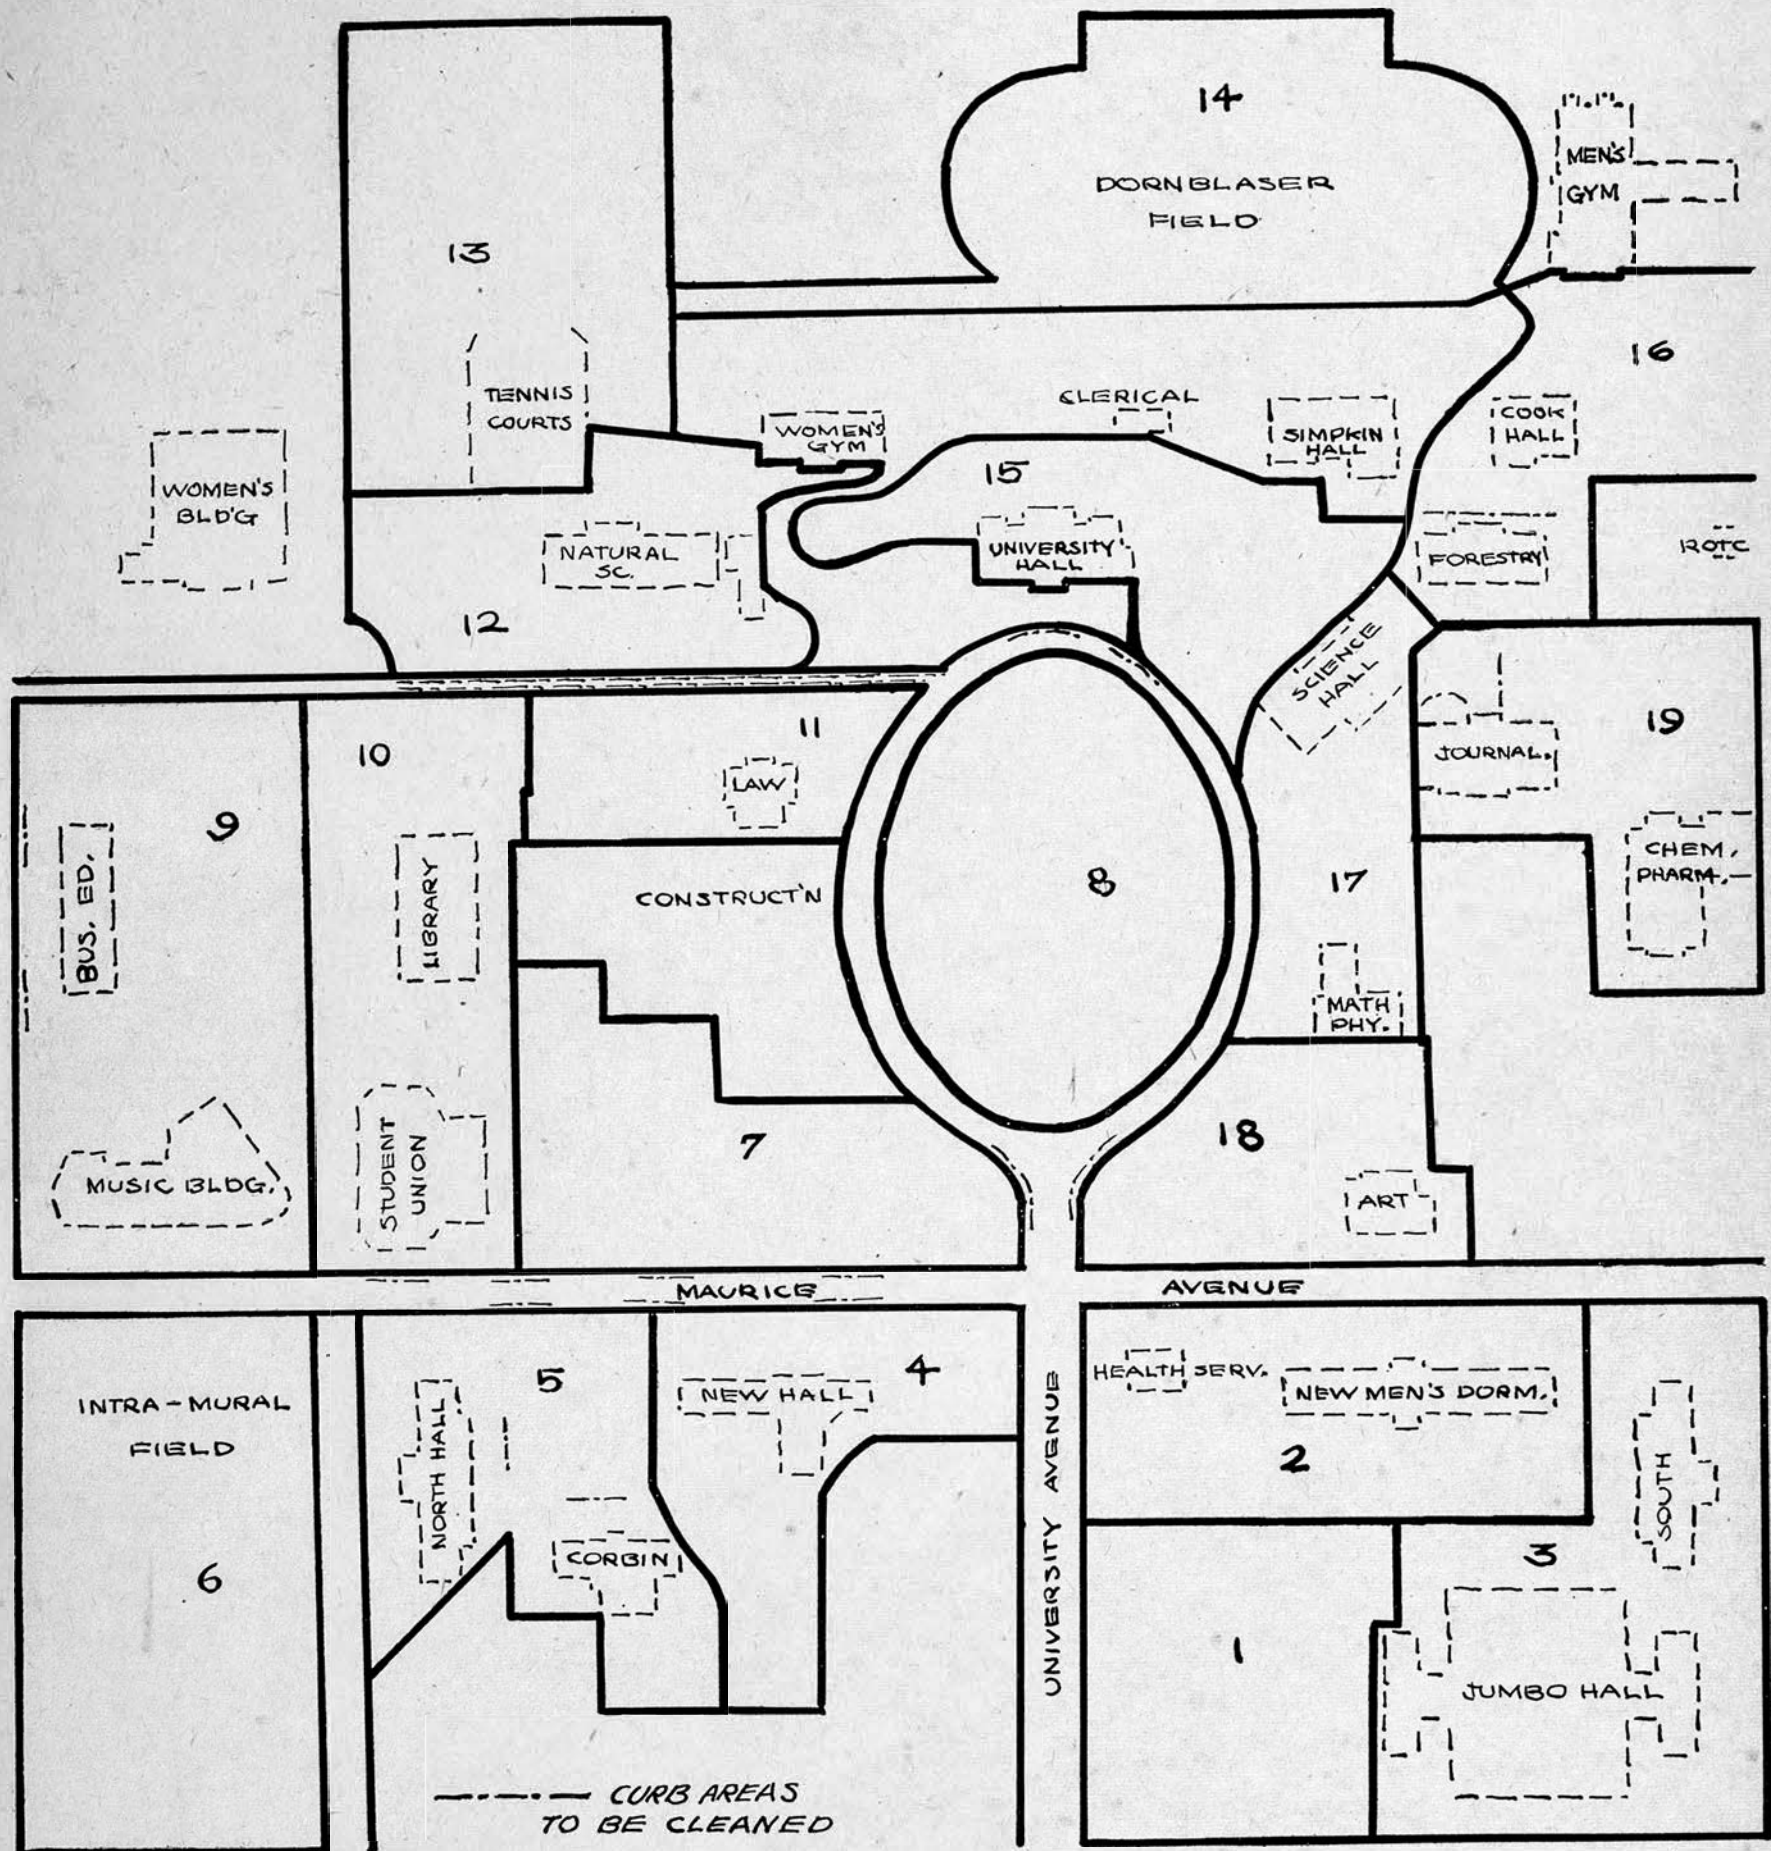 14
MEN'S
GYM
DORNBLASER
FIELD
13
16
TENNIS
COURTS
CLERICAL
WOMEN'S
GYM
SIMPKIN
HALL
COOK
HALL
WOMEN'S
BLD'G
15
NATURAL
SC.
UNIVERSITY
HALL
FORESTRY
ROTC
12
SCIENCE
HALL
11
10
19
LAW
JOURNAL.
9
BUS. ED.
LIBRARY
CONSTRUCT'N
8
17
CHEM.
PHARM.
MATH
PHY.
7
18
MUSIC BLDG.
STUDENT
UNION
ART
MAURICE AVENUE
INTRA-MURAL
FIELD
5
4
NEW HALL
HEALTH SERV.
NEW MEN'S DORM.
NORTH HALL
2
SOUTH
UNIVERSITY AVENUE
CORBIN
3
6
1
JUMBO HALL
CURB AREAS
TO BE CLEANED